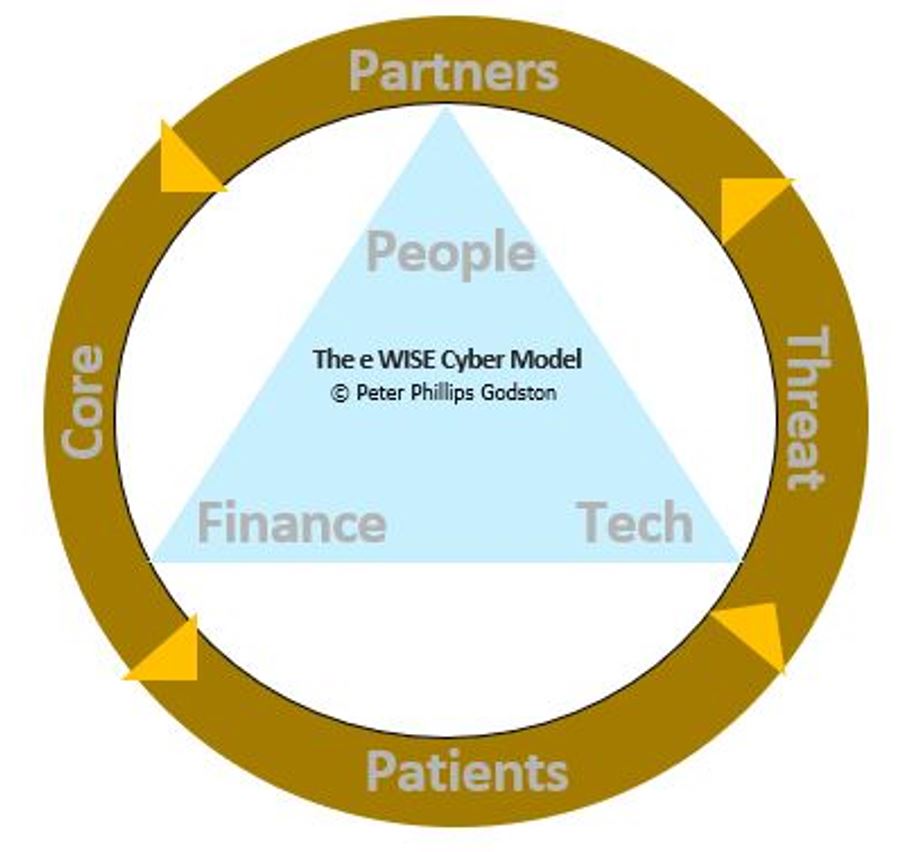 Partners
People
The e WISE Cyber Model
© Peter Phillips Godston
Core
Threat
Finance
Tech
Patients